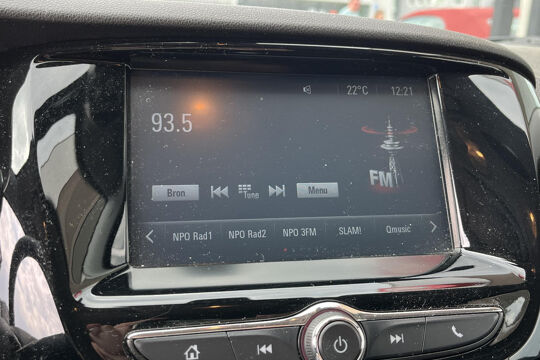 22°C 12:21
93.5
FM
Bron Tune Menu
NPO Rad1 NPO Rad2 NPO 3FM SLAM! Qmusic